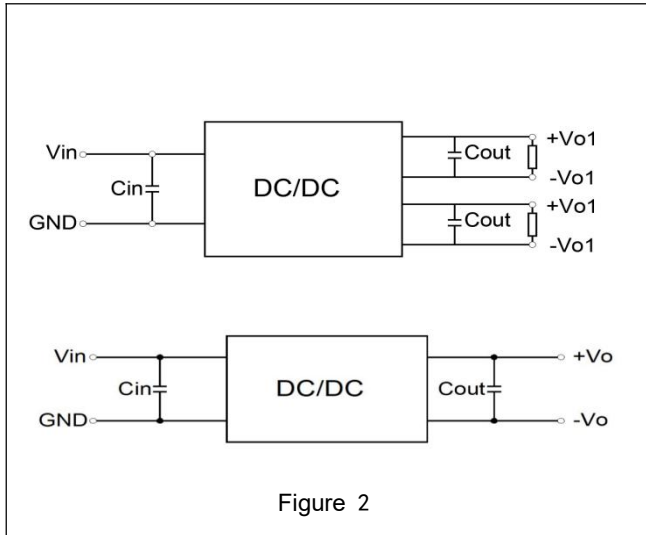 +Vo1
Vin
Cout
Cin
DC/DC
-Vo1
+Vo1
GND
Cout
-Vo1
Vin
+Vo
Cin
DC/DC
Cout
GND
-Vo
Figure 2